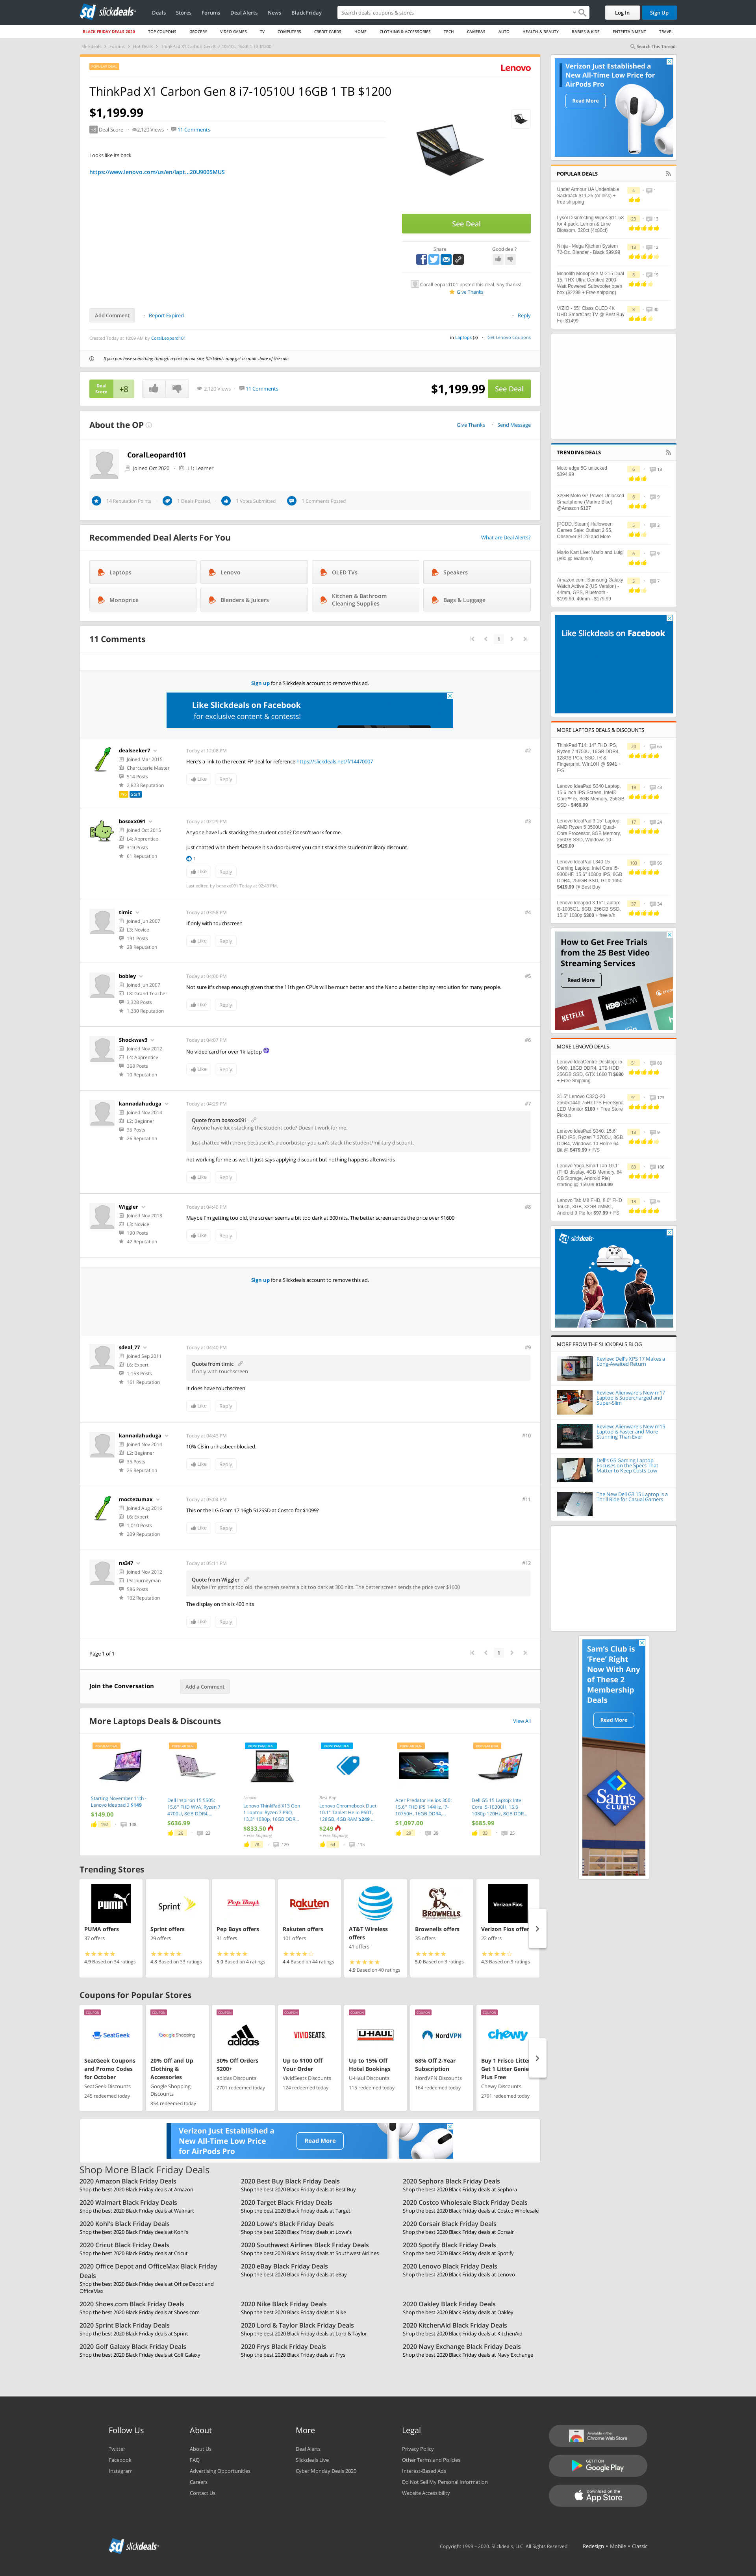 slickdeals
Deals Stores Forums Deal Alerts News Black Friday
Search deals, coupons & stores
Log In Sign Up
BLACK FRIDAY DEALS 2020 TOP COUPONS GROCERY VIDEO GAMES TV COMPUTERS CREDIT CARDS HOME CLOTHING & ACCESSORIES TECH CAMERAS AUTO HEALTH & BEAUTY BABIES & KIDS ENTERTAINMENT TRAVEL
Slickdeals Forums Hot Deals ThinkPad X1 Carbon Gen 8 i7-10510U 16GB 1 TB $1200
Search This Thread
Lenovo
ThinkPad X1 Carbon Gen 8 i7-10510U 16GB 1 TB $1200
$1,199.99
+8 Deal Score 2,120 Views 11 Comments
Looks like its back
https://www.lenovo.com/us/en/lapt...20U9005MUS
See Deal
Share Good deal?
CoralLeopard101 posted this deal. Say thanks!
Give Thanks
Add Comment Report Expired Reply
Created Today at 10:09 AM by CoralLeopard101
in Laptops (3) Get Lenovo Coupons
If you purchase something through a post on our site, Slickdeals may get a small share of the sale.
Deal Score +8 2,120 Views 11 Comments $1,199.99 See Deal
About the OP
Give Thanks Send Message
CoralLeopard101
Joined Oct 2020 L1: Learner
14 Reputation Points 1 Deals Posted 7 Votes Submitted 1 Comments Posted
Recommended Deal Alerts For You
What are Deal Alerts?
Laptops Lenovo OLED TVs Speakers
Monoprice Blenders & Juicers Kitchen & Bathroom Cleaning Supplies Bags & Luggage
11 Comments
1
Sign up for a Slickdeals account to remove this ad.
Like Slickdeals on Facebook
for exclusive content & contests!
dealseeker7
Joined Mar 2015
Charcuterie Master
514 Posts
2,823 Reputation
Pro Staff
Today at 12:08 PM #2
Here's a link to the recent FP deal for reference https://slickdeals.net/f/14470007
Like Reply
bosoxx091
Joined Oct 2015
L4: Apprentice
319 Posts
61 Reputation
Today at 02:29 PM #3
Anyone have luck stacking the student code? Doesn't work for me.
Just chatted with them: because it's a doorbuster you can't stack the student/military discount.
1
Like Reply
Last edited by bosoxx091 Today at 02:45 PM.
timic
Joined Jun 2007
L3: Novice
191 Posts
28 Reputation
Today at 03:58 PM #4
If only with touchscreen
Like Reply
bobley
Joined Jun 2007
L8: Grand Teacher
3,328 Posts
1,330 Reputation
Today at 04:00 PM #5
Not sure it's cheap enough given that the 11th gen CPUs will be much better and the Nano a better display resolution for many people.
Like Reply
Shockwav3
Joined Nov 2012
L4: Apprentice
368 Posts
10 Reputation
Today at 04:07 PM #6
No video card for over 1k laptop
Like Reply
kannadahuduga
Joined Nov 2014
L2: Beginner
35 Posts
26 Reputation
Today at 04:29 PM #7
Quote from bosoxx091
Anyone have luck stacking the student code? Doesn't work for me.
Just chatted with them: because it's a doorbuster you can't stack the student/military discount.
not working for me as well. It just says applying discount but nothing happens afterwards
Like Reply
Wiggler
Joined Nov 2013
L3: Novice
190 Posts
42 Reputation
Today at 04:40 PM #8
Maybe I'm getting too old, the screen seems a bit too dark at 300 nits. The better screen sends the price over $1600
Like Reply
Sign up for a Slickdeals account to remove this ad.
sdeal_77
Joined Sep 2011
L6: Expert
1,153 Posts
161 Reputation
Today at 04:40 PM #9
Quote from timic
If only with touchscreen
It does have touchscreen
Like Reply
kannadahuduga
Joined Nov 2014
L2: Beginner
35 Posts
26 Reputation
Today at 04:43 PM #10
10% CB in urlhasbeenblocked.
Like Reply
moctezumax
Joined Aug 2016
L6: Expert
1,010 Posts
209 Reputation
Today at 05:04 PM #11
This or the LG Gram 17 16gb 512SSD at Costco for $1099?
Like Reply
ns347
Joined Nov 2012
L5: Journeyman
586 Posts
102 Reputation
Today at 05:11 PM #12
Quote from Wiggler
Maybe I'm getting too old, the screen seems a bit too dark at 300 nits. The better screen sends the price over $1600
The display on this is 400 nits
Like Reply
Page 1 of 1
1
Join the Conversation Add a Comment
More Laptops Deals & Discounts View All
Starting November 11th - Lenovo Ideapad 3 $149
$149.00
192 146
Dell Inspiron 15 5505: 15.6" FHD WVA, Ryzen 7 4700U, 8GB DDR4, ...
$636.99
28 23
Lenovo
Lenovo ThinkPad X13 Gen 1 Laptop: Ryzen 7 PRO, 13.3" 1080p, 16GB DDR...
$833.50
+ Free Shipping
76 120
Best Buy
Lenovo Chromebook Duet 10.1" Tablet: Helio P60T, 128GB, 4GB RAM $249 ...
$249
+ Free Shipping
64 115
Acer Predator Helios 300: 15.6" FHD IPS 144Hz, i7-10750H, 16GB DDR4, ...
$1,097.00
29 39
Dell G5 15 Laptop: Intel Core i5-10300H, 15.6 1080p 120Hz, 8GB DDR...
$685.99
33 25
Trending Stores
PUMA offers
37 offers
4.9 Based on 34 ratings
Sprint offers
29 offers
4.8 Based on 33 ratings
Pep Boys offers
31 offers
5.0 Based on 4 ratings
Rakuten offers
101 offers
4.4 Based on 44 ratings
AT&T Wireless offers
41 offers
4.9 Based on 40 ratings
Brownells offers
35 offers
5.0 Based on 3 ratings
Verizon Fios offers
22 offers
4.3 Based on 9 ratings
Coupons for Popular Stores
SeatGeek Coupons and Promo Codes for October
SeatGeek Discounts
245 redeemed today
20% Off and Up Clothing & Accessories
Google Shopping Discounts
854 redeemed today
30% Off Orders $200+
adidas Discounts
2701 redeemed today
Up to $100 Off Your Order
VividSeats Discounts
124 redeemed today
Up to 15% Off Hotel Bookings
U-Haul Discounts
115 redeemed today
68% Off 2-Year Subscription
NordVPN Discounts
164 redeemed today
Buy 1 Frisco Litter Get 1 Litter Genie Plus Free
Chewy Discounts
2791 redeemed today
Verizon Just Established a New All-Time Low Price for AirPods Pro
Read More
Shop More Black Friday Deals
2020 Amazon Black Friday Deals
Shop the best 2020 Black Friday deals at Amazon
2020 Best Buy Black Friday Deals
Shop the best 2020 Black Friday deals at Best Buy
2020 Sephora Black Friday Deals
Shop the best 2020 Black Friday deals at Sephora
2020 Walmart Black Friday Deals
Shop the best 2020 Black Friday deals at Walmart
2020 Target Black Friday Deals
Shop the best 2020 Black Friday deals at Target
2020 Costco Wholesale Black Friday Deals
Shop the best 2020 Black Friday deals at Costco Wholesale
2020 Kohl's Black Friday Deals
Shop the best 2020 Black Friday deals at Kohl's
2020 Lowe's Black Friday Deals
Shop the best 2020 Black Friday deals at Lowe's
2020 Corsair Black Friday Deals
Shop the best 2020 Black Friday deals at Corsair
2020 Cricut Black Friday Deals
Shop the best 2020 Black Friday deals at Cricut
2020 Southwest Airlines Black Friday Deals
Shop the best 2020 Black Friday deals at Southwest Airlines
2020 Spotify Black Friday Deals
Shop the best 2020 Black Friday deals at Spotify
2020 Office Depot and OfficeMax Black Friday Deals
Shop the best 2020 Black Friday deals at Office Depot and OfficeMax
2020 eBay Black Friday Deals
Shop the best 2020 Black Friday deals at eBay
2020 Lenovo Black Friday Deals
Shop the best 2020 Black Friday deals at Lenovo
2020 Shoes.com Black Friday Deals
Shop the best 2020 Black Friday deals at Shoes.com
2020 Nike Black Friday Deals
Shop the best 2020 Black Friday deals at Nike
2020 Oakley Black Friday Deals
Shop the best 2020 Black Friday deals at Oakley
2020 Sprint Black Friday Deals
Shop the best 2020 Black Friday deals at Sprint
2020 Lord & Taylor Black Friday Deals
Shop the best 2020 Black Friday deals at Lord & Taylor
2020 KitchenAid Black Friday Deals
Shop the best 2020 Black Friday deals at KitchenAid
2020 Golf Galaxy Black Friday Deals
Shop the best 2020 Black Friday deals at Golf Galaxy
2020 Frys Black Friday Deals
Shop the best 2020 Black Friday deals at Frys
2020 Navy Exchange Black Friday Deals
Shop the best 2020 Black Friday deals at Navy Exchange
Verizon Just Established a New All-Time Low Price for AirPods Pro
Read More
POPULAR DEALS
Under Armour UA Undeniable Sackpack $11.25 (or less) + free shipping
Lysol Disinfecting Wipes $11.58 for 4 pack. Lemon & Lime Blossom, 320ct (4x80ct)
Ninja - Mega Kitchen System 72-Oz. Blender - Black $99.99
Monolith Monoprice M-215 Dual 15, THX Ultra Certified 2000-Watt Powered Subwoofer open box ($2299 + Free shipping)
VIZIO - 65" Class OLED 4K UHD SmartCast TV @ Best Buy For $1499
TRENDING DEALS
Moto edge 5G unlocked $394.99
32GB Moto G7 Power Unlocked Smartphone (Marine Blue) @Amazon $127
[PCDD, Steam] Halloween Games Sale: Outlast 2 $5, Observer $1.20 and More
Mario Kart Live: Mario and Luigi ($90 @ Walmart)
Amazon.com: Samsung Galaxy Watch Active 2 (US Version) - 44mm, GPS, Bluetooth - $199.99. 40mm - $179.99
Like Slickdeals on Facebook
MORE LAPTOPS DEALS & DISCOUNTS
ThinkPad T14: 14" FHD IPS, Ryzen 7 4750U, 16GB DDR4, 128GB PCIe SSD, IR & Fingerprint, Win10H @ $941 + F/S
Lenovo IdeaPad S340 Laptop, 15.6 inch IPS Screen, Intel® Core™ i5, 8GB Memory, 256GB SSD - $469.99
Lenovo IdeaPad 3 15" Laptop: AMD Ryzen 5 3500U Quad-Core Processor, 8GB Memory, 256GB SSD, Windows 10 - $429.00
Lenovo IdeaPad L340 15 Gaming Laptop: Intel Core i5-9300HF, 15.6" 1080p IPS, 8GB DDR4, 256GB SSD, GTX 1650 $419.99 @ Best Buy
Lenovo Ideapad 3 15" Laptop: i3-1005G1, 8GB, 256GB SSD, 15.6" 1080p $300 + free s/h
How to Get Free Trials from the 25 Best Video Streaming Services
Read More
NETFLIX HBO NOW
MORE LENOVO DEALS
Lenovo IdeaCentre Desktop: i5-9400, 16GB DDR4, 1TB HDD + 256GB SSD, GTX 1660 Ti $680 + Free Shipping
31.5" Lenovo C32Q-20 2560x1440 75Hz IPS FreeSync LED Monitor $180 + Free Store Pickup
Lenovo IdeaPad S340: 15.6" FHD IPS, Ryzen 7 3700U, 8GB DDR4, Windows 10 Home 64 Bit @ $479.99 + F/S
Lenovo Yoga Smart Tab 10.1" (FHD display, 4GB Memory, 64 GB Storage, Android Pie) starting @ 159.99 $159.99
Lenovo Tab M8 FHD, 8.0" FHD Touch, 3GB, 32GB eMMC, Android 9 Pie for $97.99 + FS
slickdeals
MORE FROM THE SLICKDEALS BLOG
Review: Dell's XPS 17 Makes a Long-Awaited Return
Review: Alienware's New m17 Laptop is Supercharged and Super-Slim
Review: Alienware's New m15 Laptop is Faster and More Stunning Than Ever
Dell's G5 Gaming Laptop Focuses on the Specs That Matter to Keep Costs Low
The New Dell G3 15 Laptop Is a Thrill Ride for Casual Gamers
Sam's Club is 'Free' Right Now With Any of These 2 Membership Deals
Read More
Sam's CLUB
Follow Us About More Legal
Twitter
Facebook
Instagram
About Us
FAQ
Advertising Opportunities
Careers
Contact Us
Deal Alerts
Slickdeals Live
Cyber Monday Deals 2020
Privacy Policy
Other Terms and Policies
Interest-Based Ads
Do Not Sell My Personal Information
Website Accessibility
Available in the Chrome Web Store
GET IT ON Google Play
Download on the App Store
slickdeals
Copyright 1999 - 2020. Slickdeals, LLC. All Rights Reserved. Redesign • Mobile • Classic